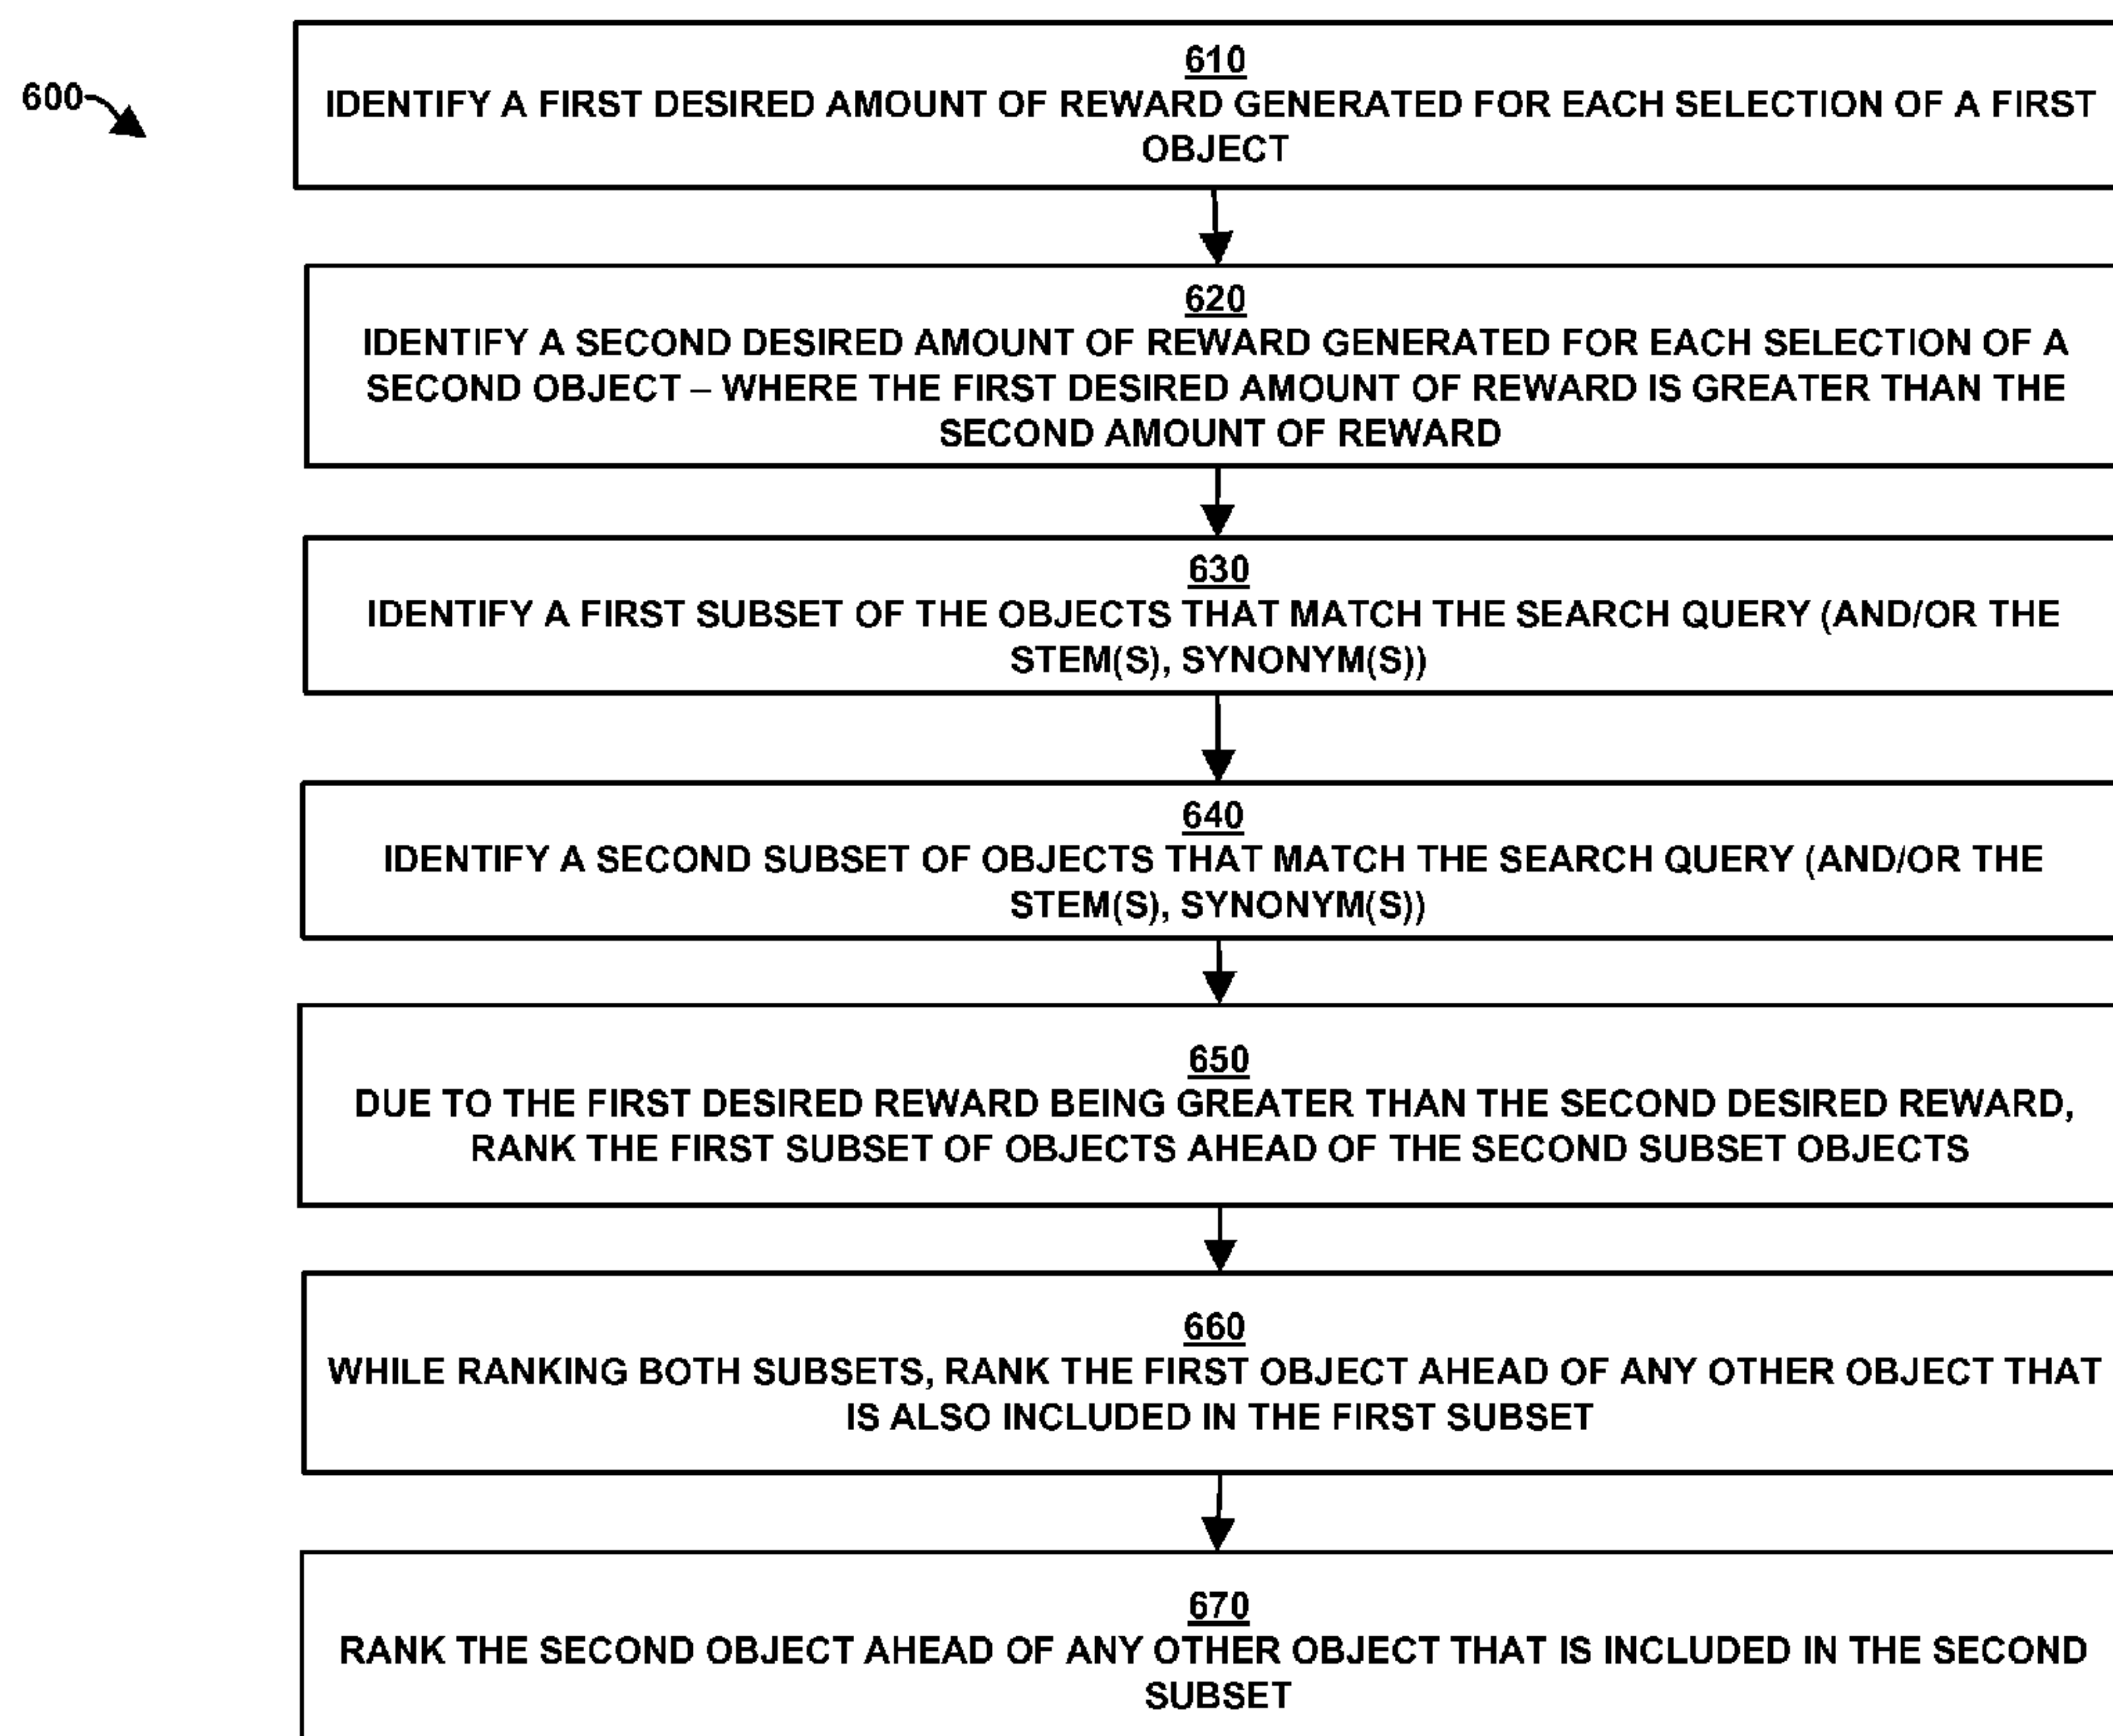 600
610
IDENTIFY A FIRST DESIRED AMOUNT OF REWARD GENERATED FOR EACH SELECTION OF A FIRST
OBJECT
620
IDENTIFY A SECOND DESIRED AMOUNT OF REWARD GENERATED FOR EACH SELECTION OF A
SECOND OBJECT – WHERE THE FIRST DESIRED AMOUNT OF REWARD IS GREATER THAN THE
SECOND AMOUNT OF REWARD
630
IDENTIFY A FIRST SUBSET OF THE OBJECTS THAT MATCH THE SEARCH QUERY (AND/OR THE
STEM(S), SYNONYM(S))
640
IDENTIFY A SECOND SUBSET OF OBJECTS THAT MATCH THE SEARCH QUERY (AND/OR THE
STEM(S), SYNONYM(S))
650
DUE TO THE FIRST DESIRED REWARD BEING GREATER THAN THE SECOND DESIRED REWARD,
RANK THE FIRST SUBSET OF OBJECTS AHEAD OF THE SECOND SUBSET OBJECTS
660
WHILE RANKING BOTH SUBSETS, RANK THE FIRST OBJECT AHEAD OF ANY OTHER OBJECT THAT
IS ALSO INCLUDED IN THE FIRST SUBSET
670
RANK THE SECOND OBJECT AHEAD OF ANY OTHER OBJECT THAT IS INCLUDED IN THE SECOND
SUBSET